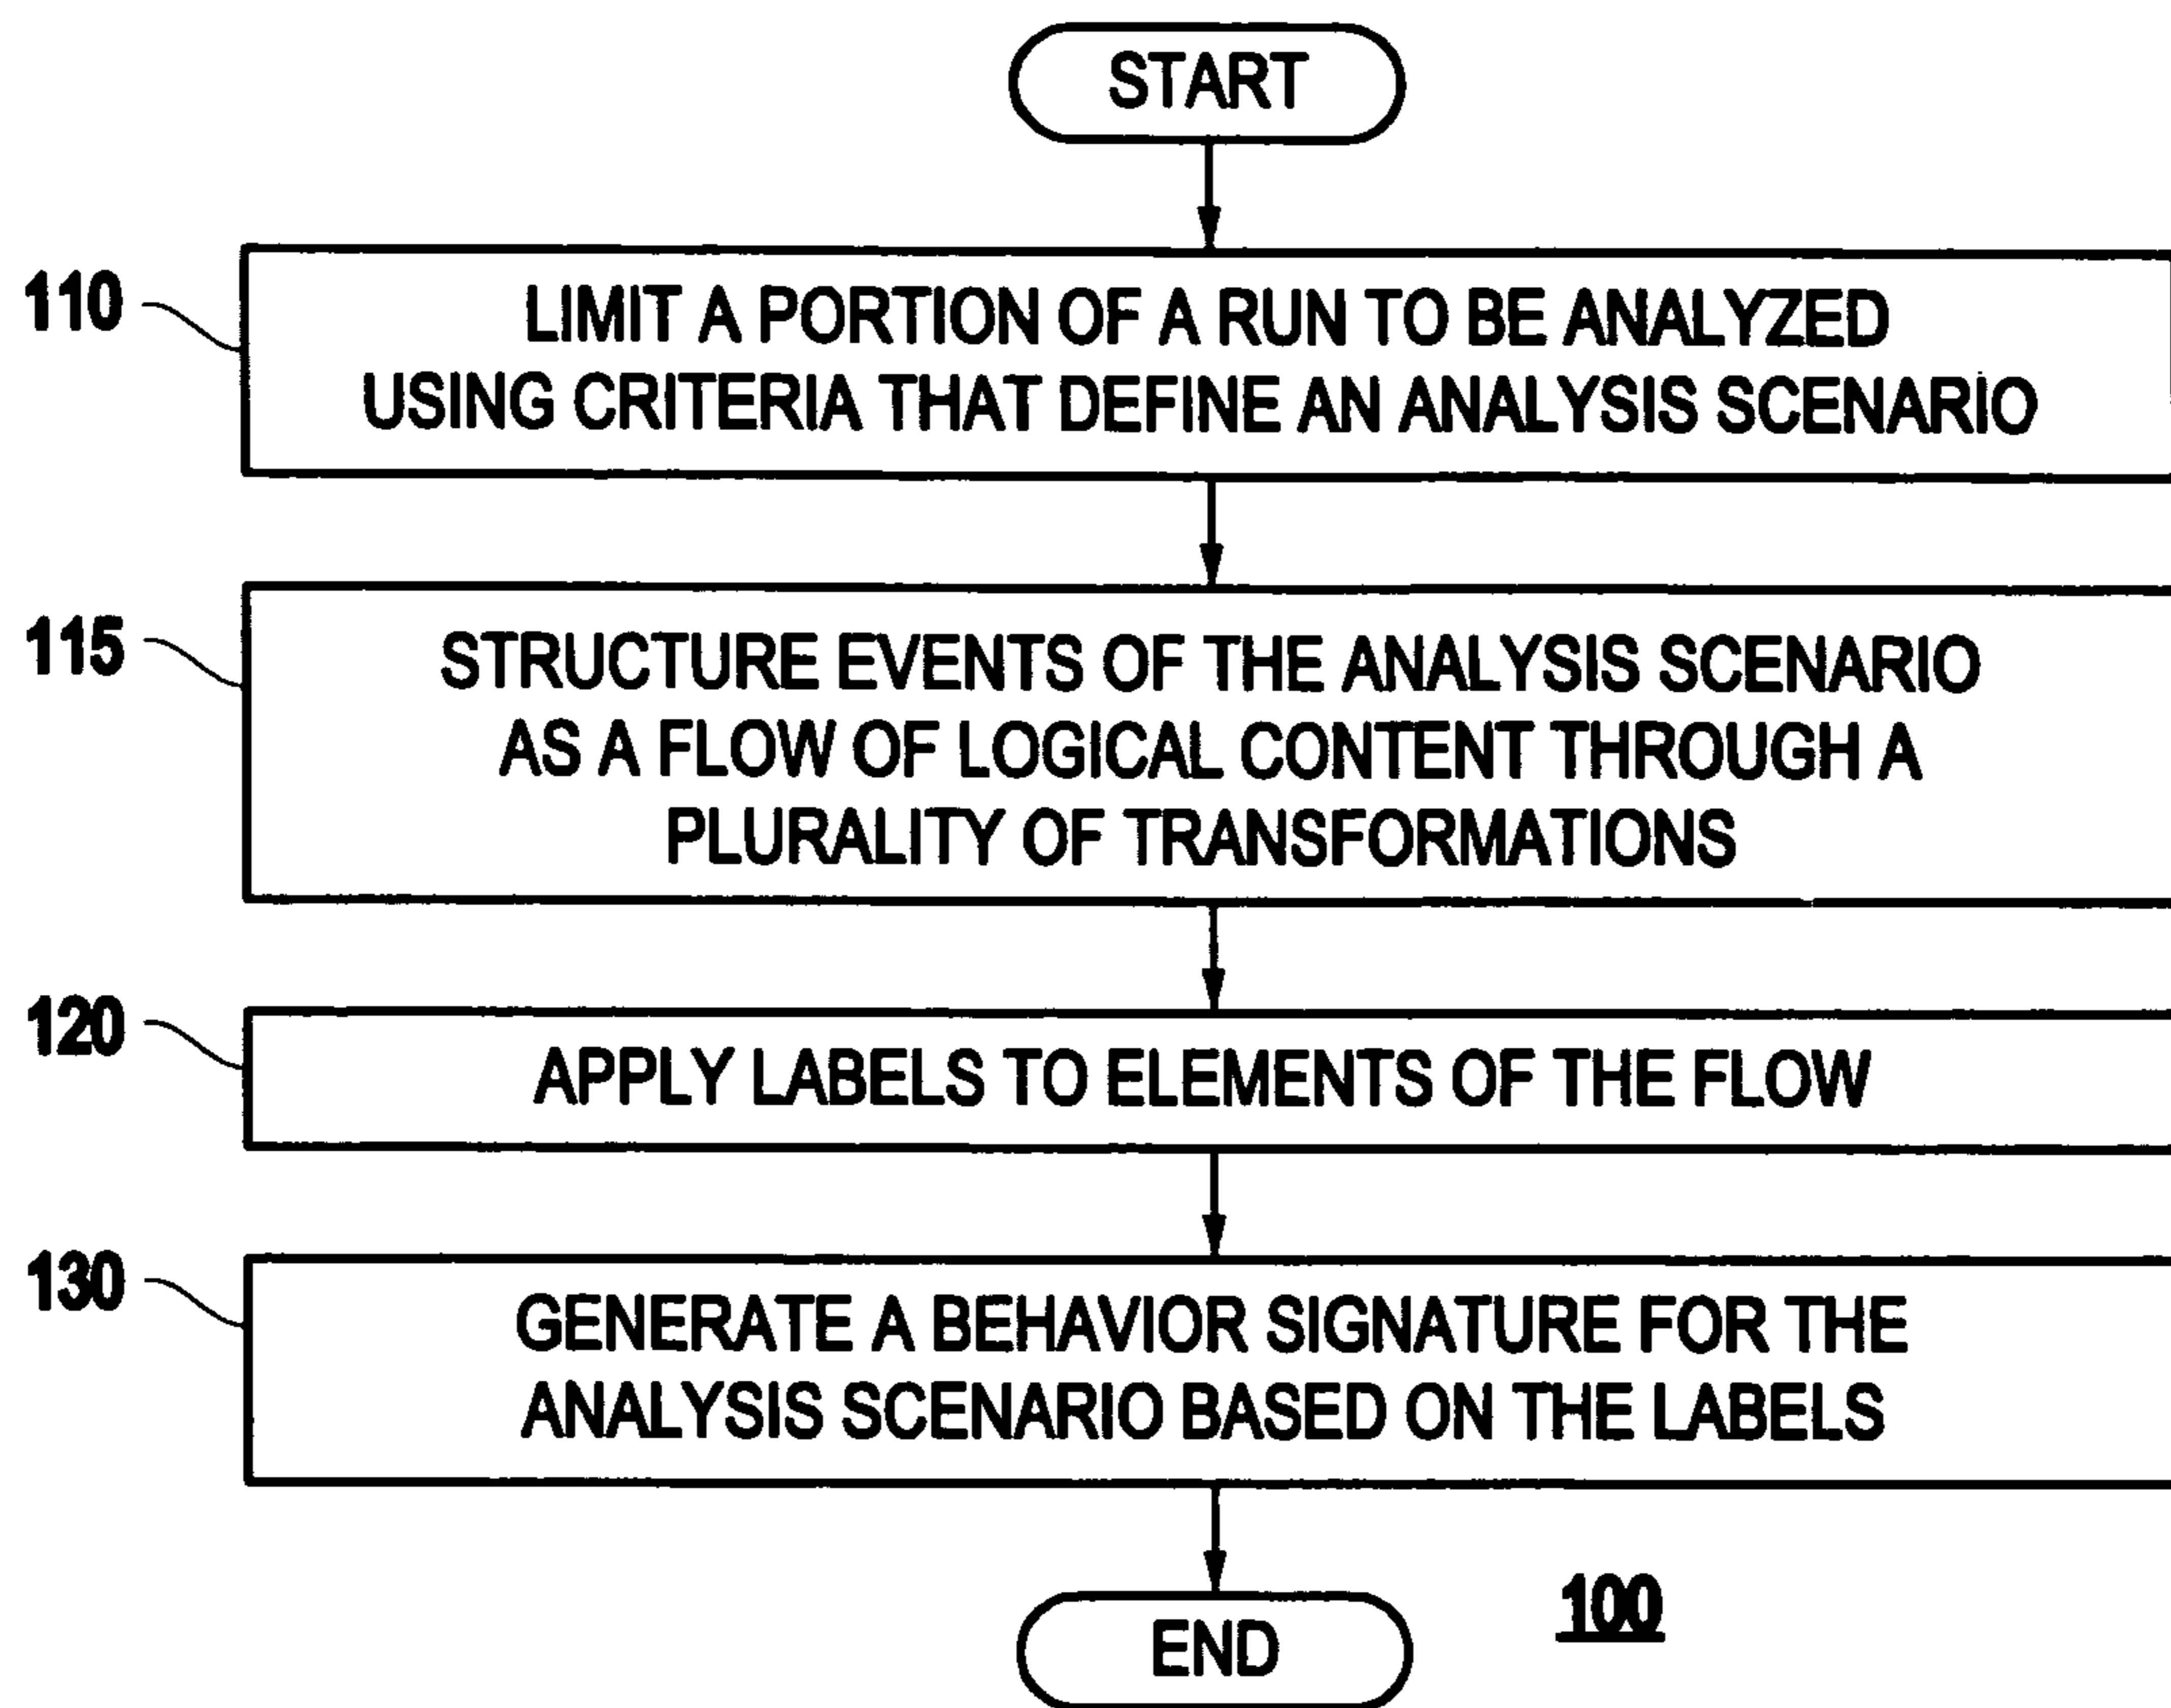 START
110
LIMIT A PORTION OF A RUN TO BE ANALYZED
USING CRITERIA THAT DEFINE AN ANALYSIS SCENARIO
115
STRUCTURE EVENTS OF THE ANALYSIS SCENARIO
AS A FLOW OF LOGICAL CONTENT THROUGH A
PLURALITY OF TRANSFORMATIONS
120
APPLY LABELS TO ELEMENTS OF THE FLOW
130
GENERATE A BEHAVIOR SIGNATURE FOR THE
ANALYSIS SCENARIO BASED ON THE LABELS
END
100